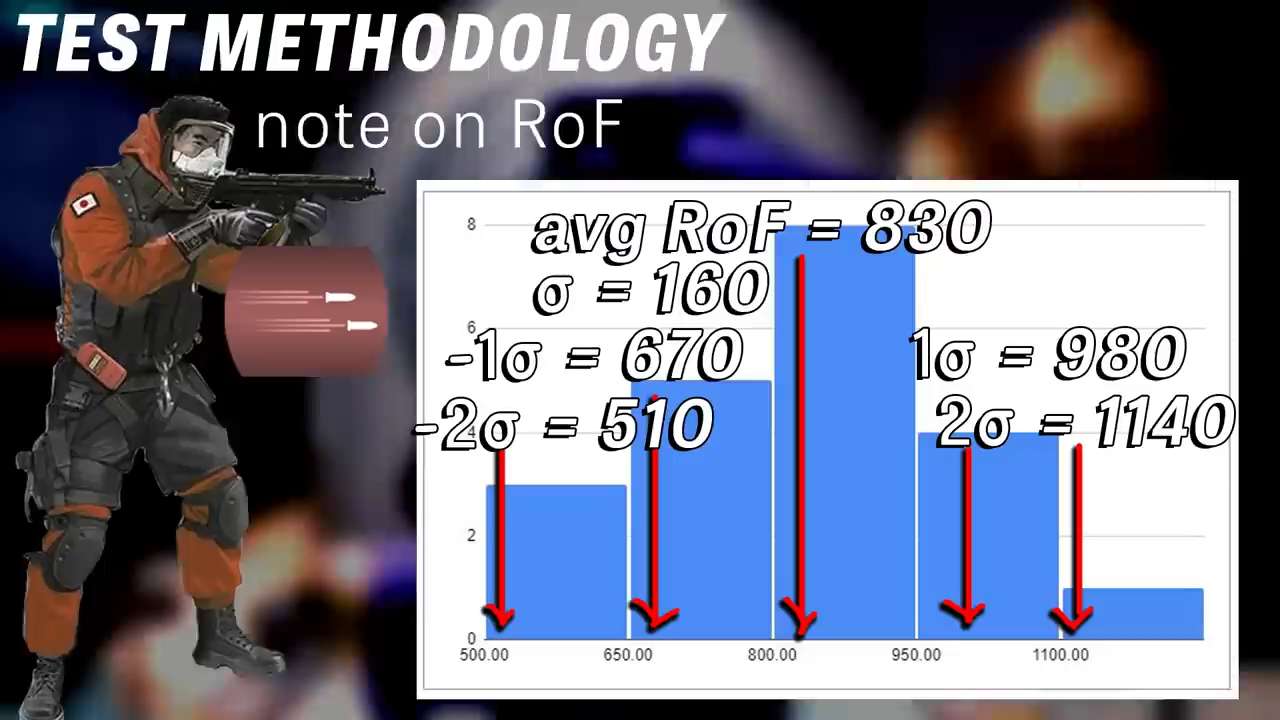 TEST METHODOLOGY
note on RoF
8
avg RoF = 830
σ = 160
6
-1σ = 670
1σ = 980
-2σ = 510
2σ = 1140
4
2
0
500.00
650.00
800.00
950.00
1100.00